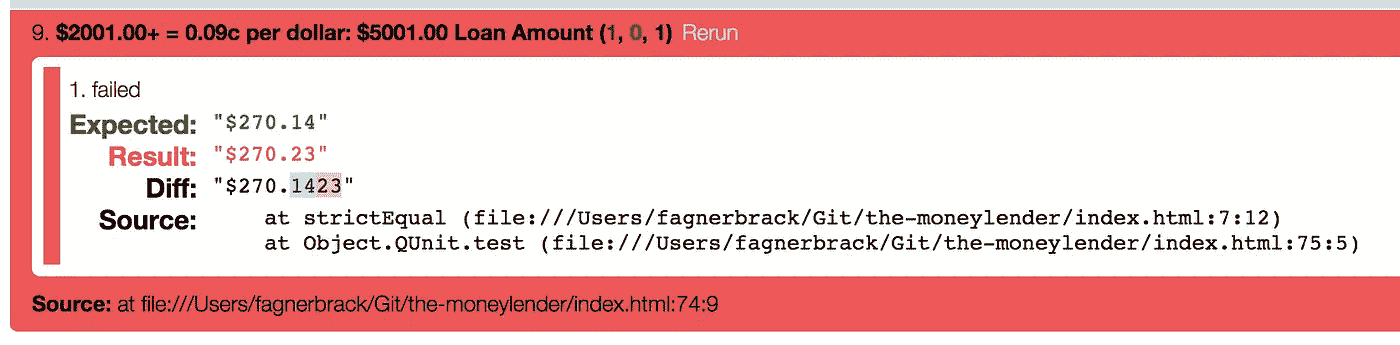 9. $2001.00+ = 0.09c per dollar: $5001.00 Loan Amount (1, 0, 1) Rerun
1. failed
Expected: "$270.14"
Result: "$270.23"
Diff: "$270.1423"
Source: at strictEqual (file:///Users/fagnerbrack/Git/the-moneylender/index.html:7:12)
at Object.QUnit.test (file:///Users/fagnerbrack/Git/the-moneylender/index.html:75:5)
Source: at file:///Users/fagnerbrack/Git/the-moneylender/index.html:74:9